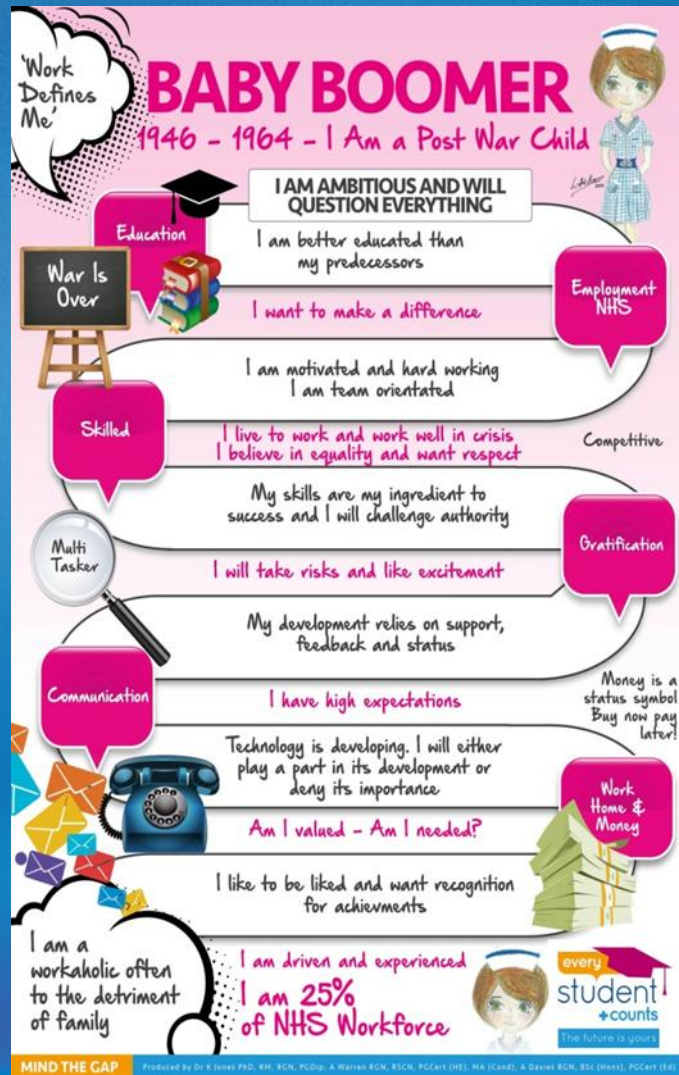 'Work
Defines
Me'
BABY BOOMER
1946 - 1964 - I Am a Post War Child
I AM AMBITIOUS AND WILL
QUESTION EVERYTHING
Education
I am better educated than
my predecessors
War Is
Over
Employment
NHS
I want to make a difference
I am motivated and hard working
I am team orientated
Skilled
I live to work and work well in crisis
I believe in equality and want respect
Competitive
My skills are my ingredient to
success and I will challenge authority
Multi
Tasker
Gratification
I will take risks and like excitement
My development relies on support,
feedback and status
Communication
I have high expectations
Money is a
status symbol
Buy now pay
later!
Technology is developing. I will either
play a part in its development or
deny its importance
Work
Home &
Money
Am I valued - Am I needed?
I like to be liked and want recognition
for achievments
I am a
workaholic often
to the detriment
of family
I am driven and experienced
I am 25%
of NHS Workforce
every
student
+counts
The future is yours
MIND THE GAP
Produced by Dr K Jones PhD, RM, RGN, PGDip, A Warren RGN, RSCN, PGCert (HE), MA (Cand), A Davies RGN, BSc (Hons), PGCert (Ed)